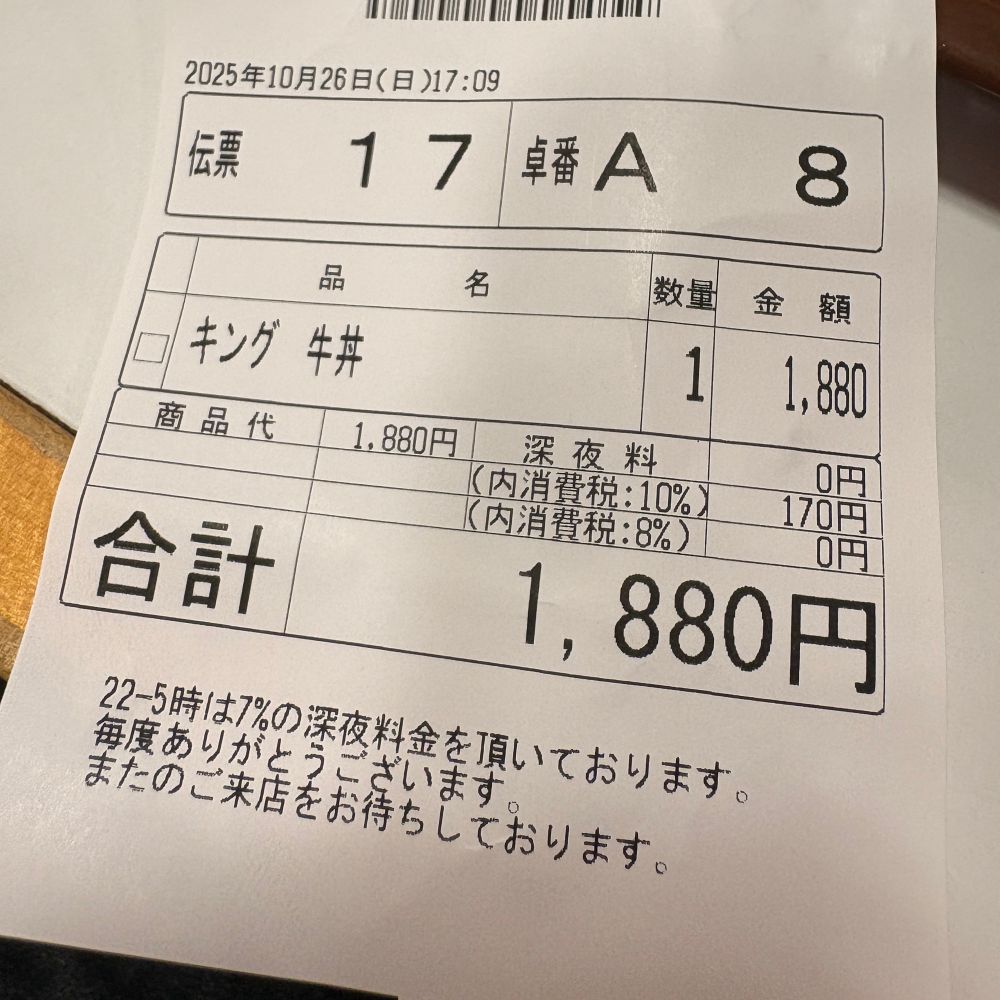 2025年10月26日(日)17:09
伝票 17 卓番 A 8
品 名 数量 金 額
キング 牛丼 1 1,880
商 品 代 1,880円 深 夜 料 0円
(内消費税:10%) 170円
(内消費税:8%) 0円
合計 1,880円
22-5時は7%の深夜料金を頂いております。
毎度ありがとうございます。
またのご来店をお待ちしております。